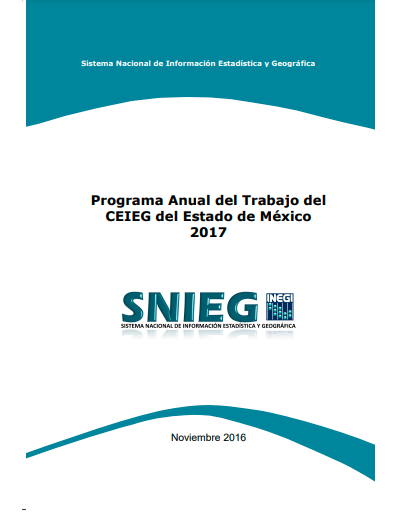 Sistema Nacional de Información Estadística y Geográfica
Programa Anual del Trabajo del
CEIEG del Estado de México
2017
SNIEG
INEGI
SISTEMA NACIONAL DE INFORMACIÓN ESTADÍSTICA Y GEOGRÁFICA
Noviembre 2016